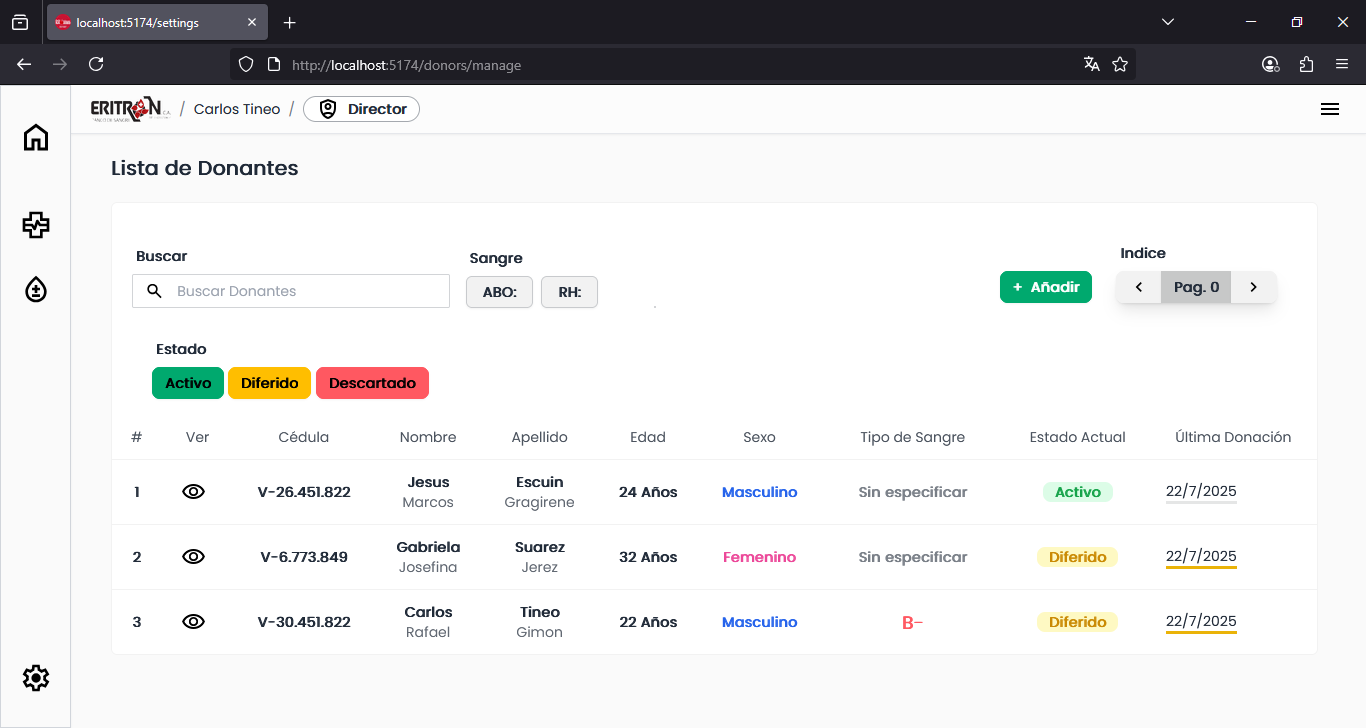 localhost:5174/settings
http://localhost:5174/donors/manage
ERITRON / Carlos Tineo / Director
Lista de Donantes
Buscar
Sangre
Indice
Buscar Donantes
ABO:
RH:
+ Añadir
Pag. 0
Estado
Activo
Diferido
Descartado
# Ver Cédula Nombre Apellido Edad Sexo Tipo de Sangre Estado Actual Última Donación
1 V-26.451.822 Jesus Escuin 24 Años Masculino Sin especificar Activo 22/7/2025
Marcos Gragirene
2 V-6.773.849 Gabriela Suarez 32 Años Femenino Sin especificar Diferido 22/7/2025
Josefina Jerez
3 V-30.451.822 Carlos Tineo 22 Años Masculino B- Diferido 22/7/2025
Rafael Gimon